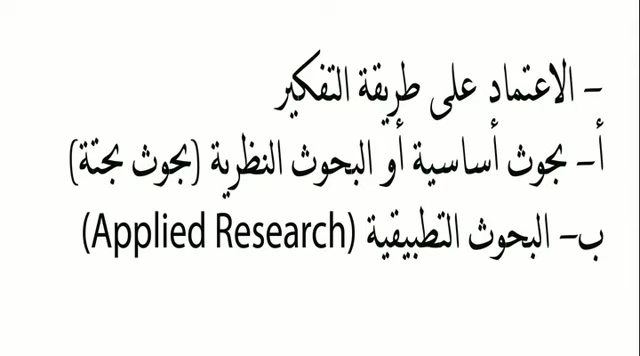 - الاعتماد على طريقة التفكير
أ- بحوث أساسية أو البحوث النظرية (بحوث بحتة)
ب- البحوث التطبيقية (Applied Research)